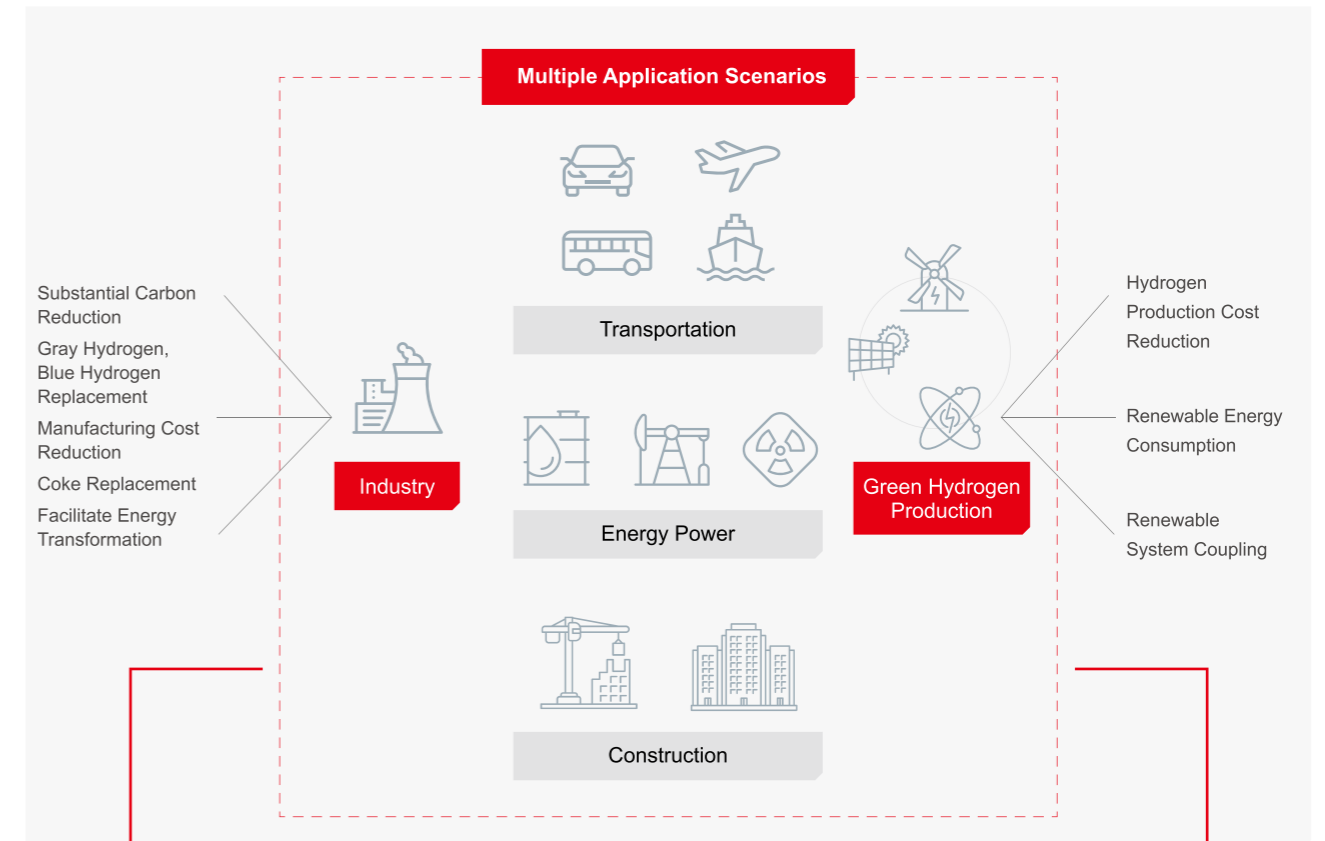 Multiple Application Scenarios
Transportation
Substantial Carbon
Reduction
Gray Hydrogen,
Blue Hydrogen
Replacement
Manufacturing Cost
Reduction
Coke Replacement
Facilitate Energy
Transformation
Industry
Energy Power
Green Hydrogen
Production
Hydrogen
Production Cost
Reduction
Renewable Energy
Consumption
Renewable
System Coupling
Construction